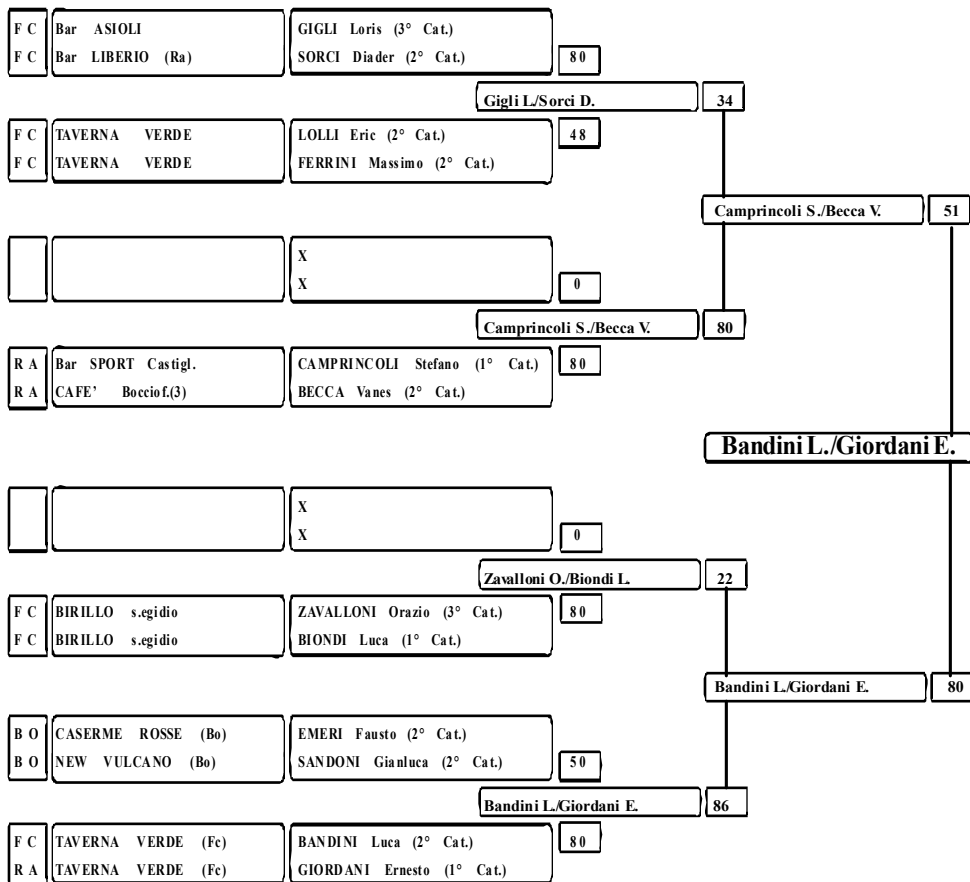 F C Bar ASIOLI GIGLI Loris (3° Cat.)
F C Bar LIBERIO (Ra) SORCI Diader (2° Cat.) 80
Gigli L./Sorci D. 34
F C TAVERNA VERDE LOLLI Eric (2° Cat.) 48
F C TAVERNA VERDE FERRINI Massimo (2° Cat.)
Camprincoli S./Becca V. 51
X
X 0
Camprincoli S./Becca V. 80
R A Bar SPORT Castigl. CAMPRINCOLI Stefano (1° Cat.) 80
R A CAFE' Bocciof.(3) BECCA Vanes (2° Cat.)
Bandini L./Giordani E.
X
X 0
Zavalloni O./Biondi L. 22
F C BIRILLO s.egidio ZAVALLONI Orazio (3° Cat.) 80
F C BIRILLO s.egidio BIONDI Luca (1° Cat.)
Bandini L./Giordani E. 80
B O CASERME ROSSE (Bo) EMERI Fausto (2° Cat.)
B O NEW VULCANO (Bo) SANDONI Gianluca (2° Cat.) 50
Bandini L./Giordani E. 86
F C TAVERNA VERDE (Fc) BANDINI Luca (2° Cat.) 80
R A TAVERNA VERDE (Fc) GIORDANI Ernesto (1° Cat.)